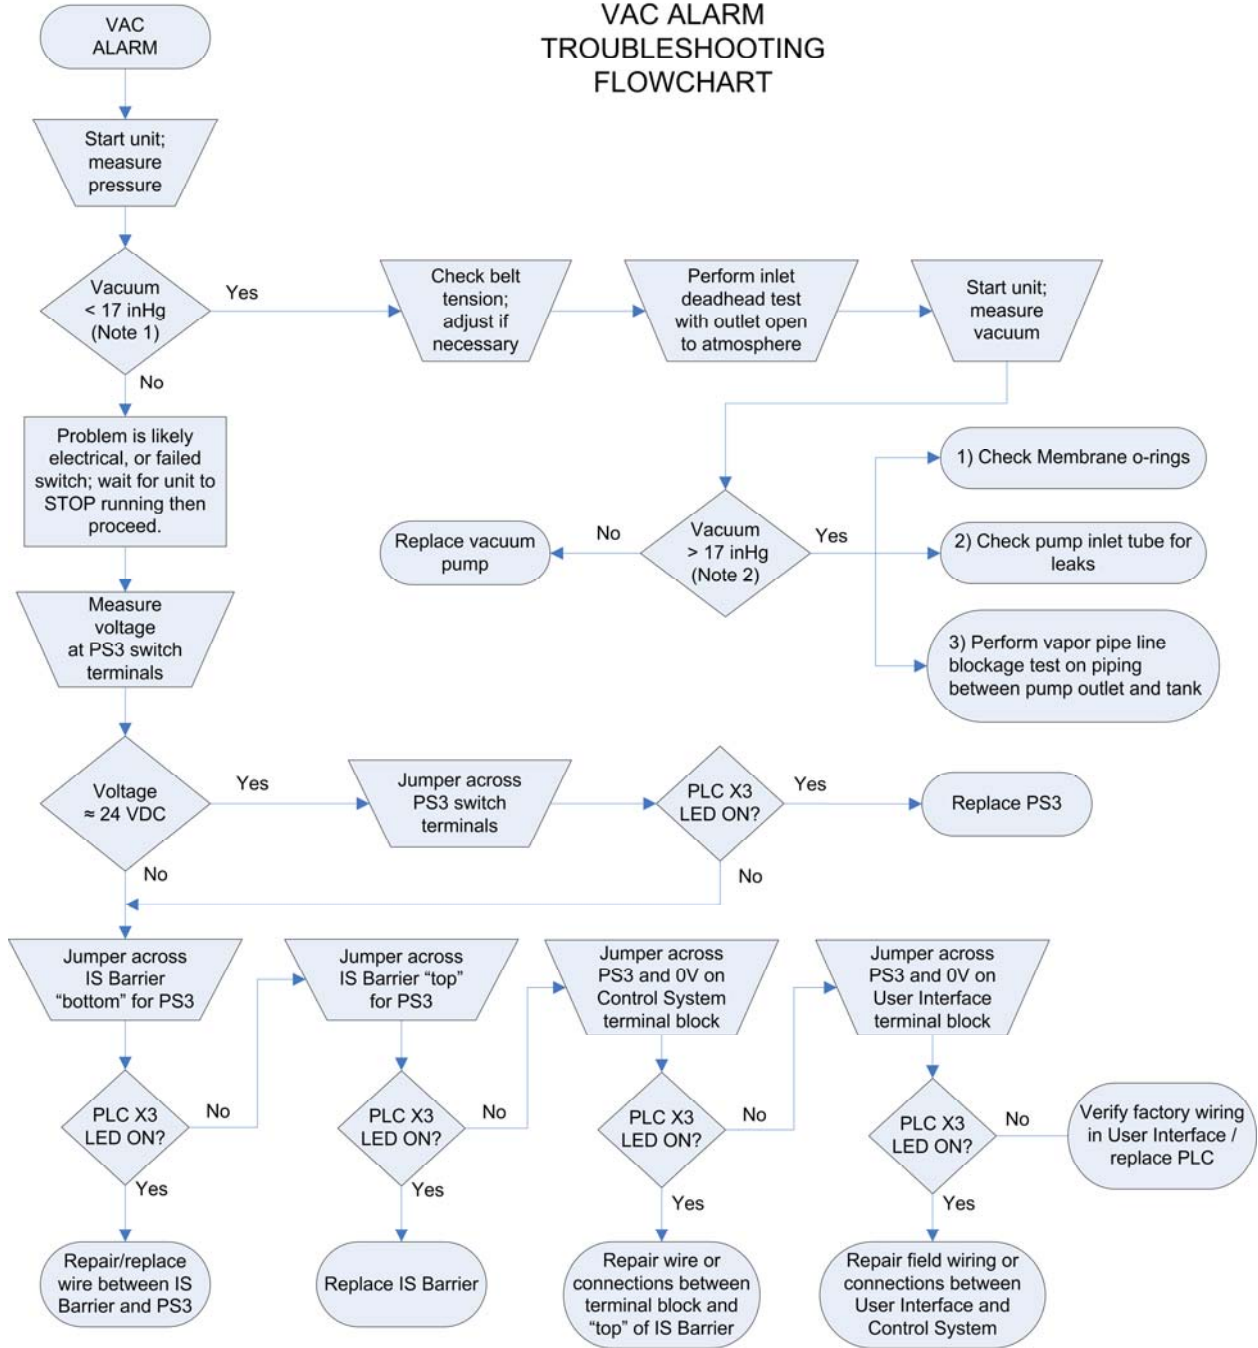 VAC ALARM
TROUBLESHOOTING
FLOWCHART
VAC
ALARM
Start unit;
measure
pressure
Vacuum
< 17 inHg
(Note 1)
Yes
No
Check belt
tension;
adjust if
necessary
Perform inlet
deadhead test
with outlet open
to atmosphere
Start unit;
measure
vacuum
Problem is likely
electrical, or failed
switch; wait for unit to
STOP running then
proceed.
Replace vacuum
pump
No
Vacuum
> 17 inHg
(Note 2)
Yes
1) Check Membrane o-rings
2) Check pump inlet tube for
leaks
3) Perform vapor pipe line
blockage test on piping
between pump outlet and tank
Measure
voltage
at PS3 switch
terminals
Voltage
≈ 24 VDC
Yes
No
Jumper across
PS3 switch
terminals
PLC X3
LED ON?
Yes
No
Replace PS3
Jumper across
IS Barrier
"bottom" for PS3
Jumper across
IS Barrier “top”
for PS3
Jumper across
PS3 and 0V on
Control System
terminal block
Jumper across
PS3 and 0V on
User Interface
terminal block
PLC X3
LED ON?
No
Yes
PLC X3
LED ON?
No
Yes
PLC X3
LED ON?
No
Yes
PLC X3
LED ON?
No
Yes
Verify factory wiring
in User Interface /
replace PLC
Repair/replace
wire between IS
Barrier and PS3
Replace IS Barrier
Repair wire or
connections between
terminal block and
“top” of IS Barrier
Repair field wiring or
connections between
User Interface and
Control System